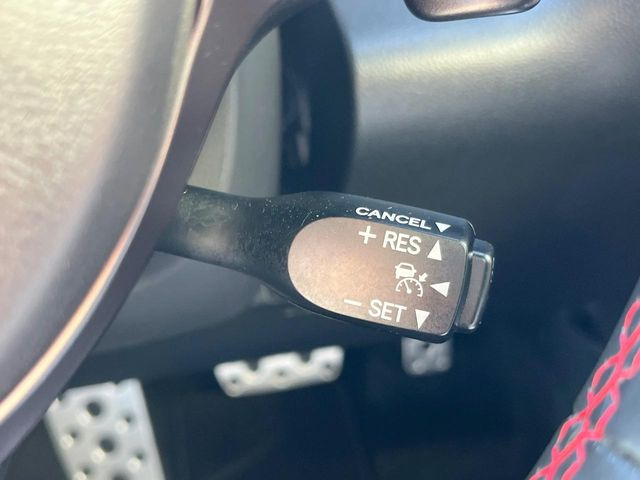 CANCEL ▼
+ RES ▲
◀
− SET ▼